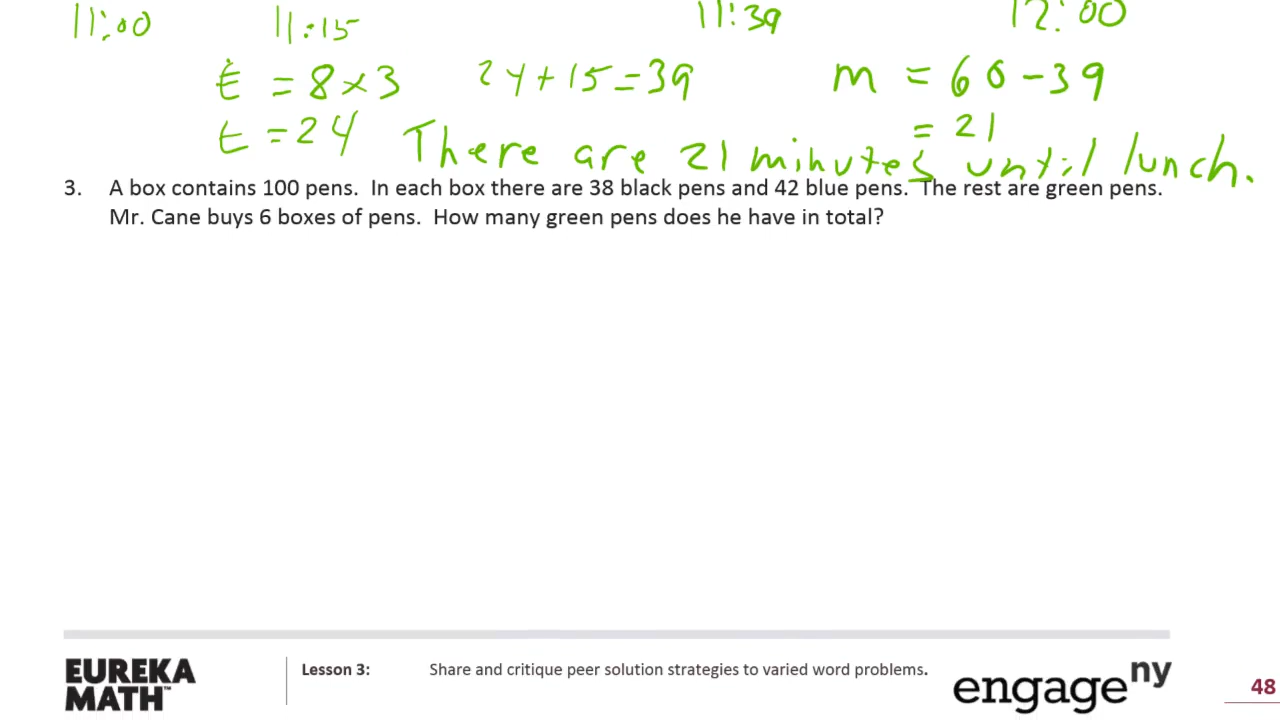 11:00 11:15 11:39 12:00
t = 8 x 3 24 + 15 = 39 m = 60 - 39
t = 24 = 21
There are 21 minutes until lunch.
3. A box contains 100 pens. In each box there are 38 black pens and 42 blue pens. The rest are green pens.
Mr. Cane buys 6 boxes of pens. How many green pens does he have in total?
EUREKA
MATH™
Lesson 3: Share and critique peer solution strategies to varied word problems.
engage ny
48